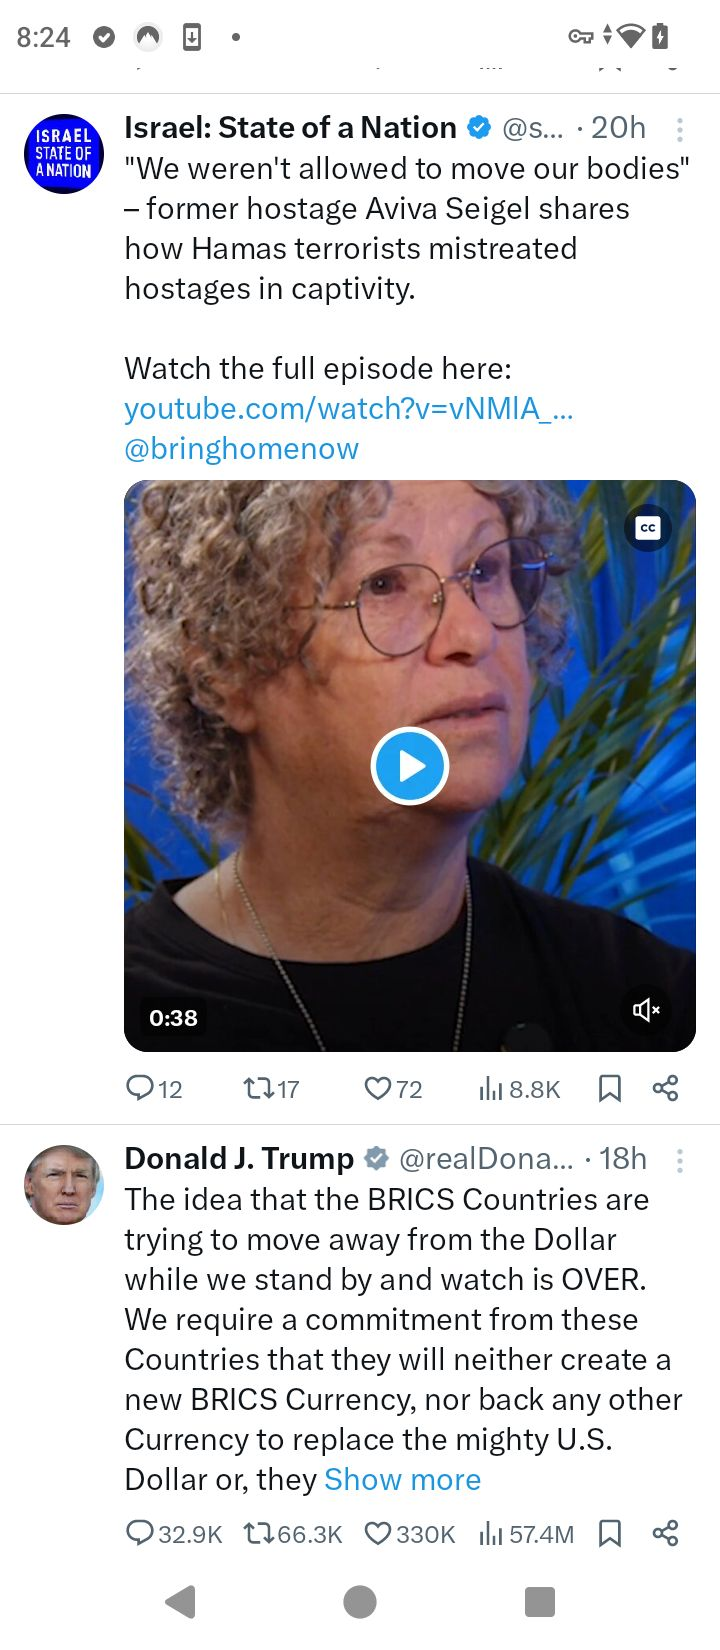 8:24
Israel: State of a Nation @s... · 20h
ISRAEL
STATE OF
A NATION
"We weren't allowed to move our bodies"
– former hostage Aviva Seigel shares
how Hamas terrorists mistreated
hostages in captivity.
Watch the full episode here:
youtube.com/watch?v=vNMlA_...
@bringhomenow
CC
0:38
12 17 72 8.8K
Donald J. Trump @realDona... · 18h
The idea that the BRICS Countries are
trying to move away from the Dollar
while we stand by and watch is OVER.
We require a commitment from these
Countries that they will neither create a
new BRICS Currency, nor back any other
Currency to replace the mighty U.S.
Dollar or, they Show more
32.9K 66.3K 330K 57.4M